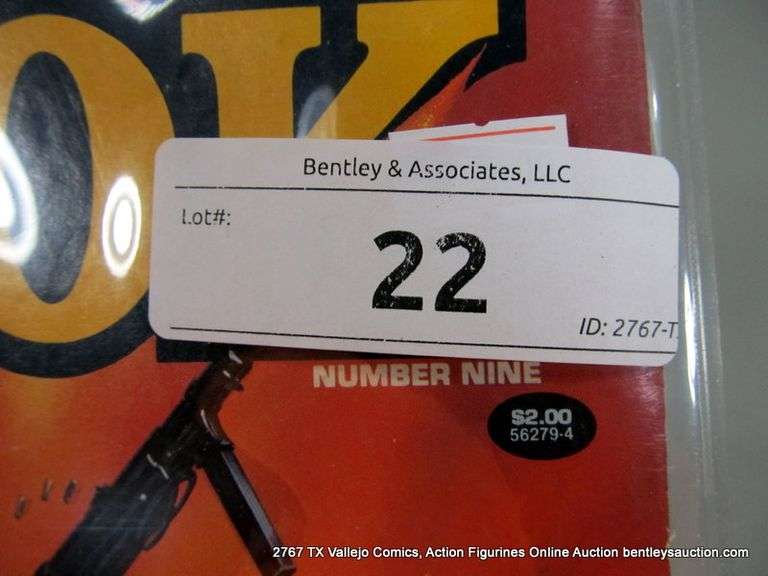 OK
Bentley & Associates, LLC
Lot#:
22
ID: 2767-T
NUMBER NINE
$2.00
56279-4
2767 TX Vallejo Comics, Action Figurines Online Auction bentleysauction.com